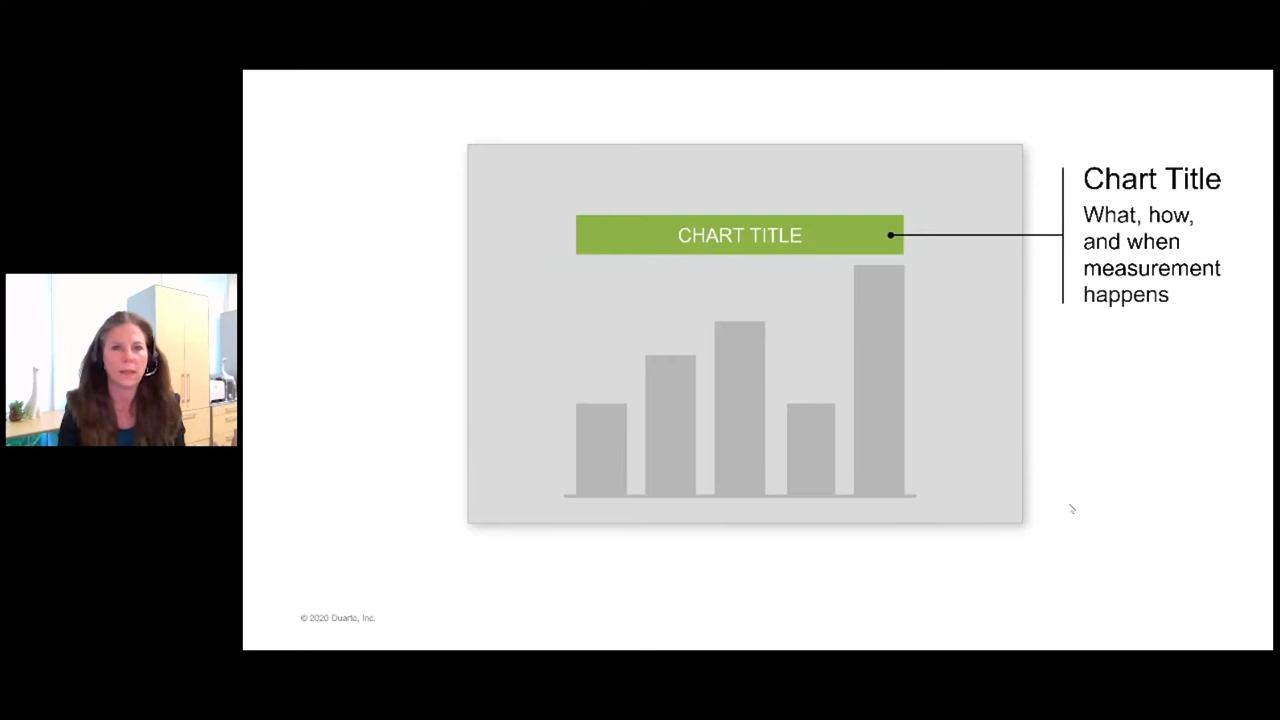 CHART TITLE
Chart Title
What, how,
and when
measurement
happens
© 2020 Duarte, Inc.